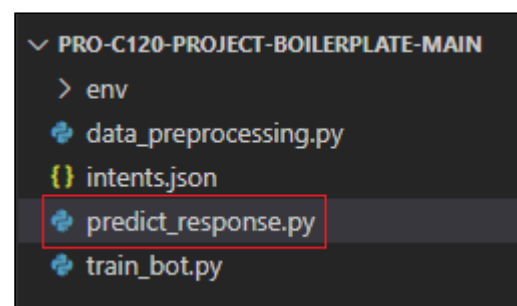 PRO-C120-PROJECT-BOILERPLATE-MAIN
env
data_preprocessing.py
{} intents.json
predict_response.py
train_bot.py